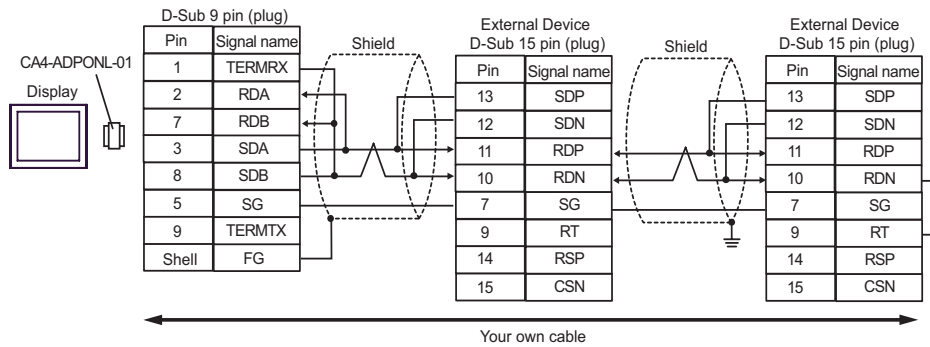 D-Sub 9 pin (plug)
Pin Signal name
1 TERMRX
2 RDA
7 RDB
3 SDA
8 SDB
5 SG
9 TERMTX
Shell FG
CA4-ADPONL-01
Display
Shield
External Device
D-Sub 15 pin (plug)
Pin Signal name
13 SDP
12 SDN
11 RDP
10 RDN
7 SG
9 RT
14 RSP
15 CSN
Shield
External Device
D-Sub 15 pin (plug)
Pin Signal name
13 SDP
12 SDN
11 RDP
10 RDN
7 SG
9 RT
14 RSP
15 CSN
Your own cable